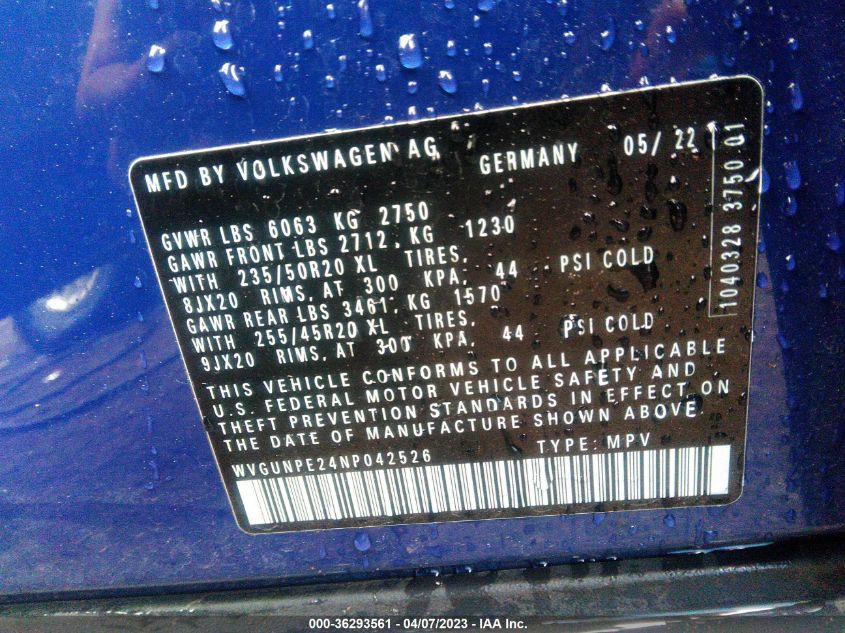 MFD BY VOLKSWAGEN AG GERMANY 05/ 22
GVWR LBS 6063 KG 2750
GAWR FRONT LBS 2712, KG 1230
WITH 235/50R20 XL TIRES,
8JX20 RIMS, AT 300 KPA, 44 PSI COLD
GAWR REAR LBS 3461, KG 1570
WITH 255/45R20 XL TIRES,
9JX20 RIMS, AT 300 KPA, 44 PSI COLD
THIS VEHICLE CONFORMS TO ALL APPLICABLE
U.S. FEDERAL MOTOR VEHICLE SAFETY AND
THEFT PREVENTION STANDARDS IN EFFECT ON
THE DATE OF MANUFACTURE SHOWN ABOVE.
WVGUNPE24NP042526 TYPE: MPV
1040328 3750 01
000-36293561 - 04/07/2023 - IAA Inc.